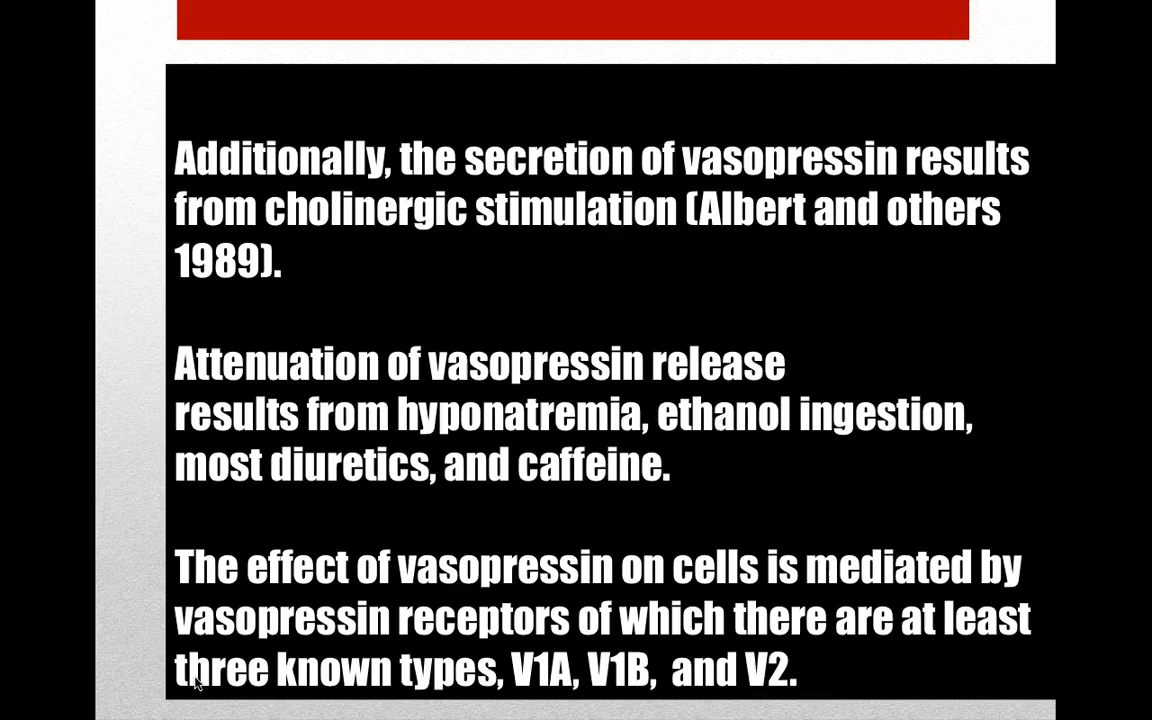 Additionally, the secretion of vasopressin results
from cholinergic stimulation (Albert and others
1989).
Attenuation of vasopressin release
results from hyponatremia, ethanol ingestion,
most diuretics, and caffeine.
The effect of vasopressin on cells is mediated by
vasopressin receptors of which there are at least
three known types, V1A, V1B,  and V2.